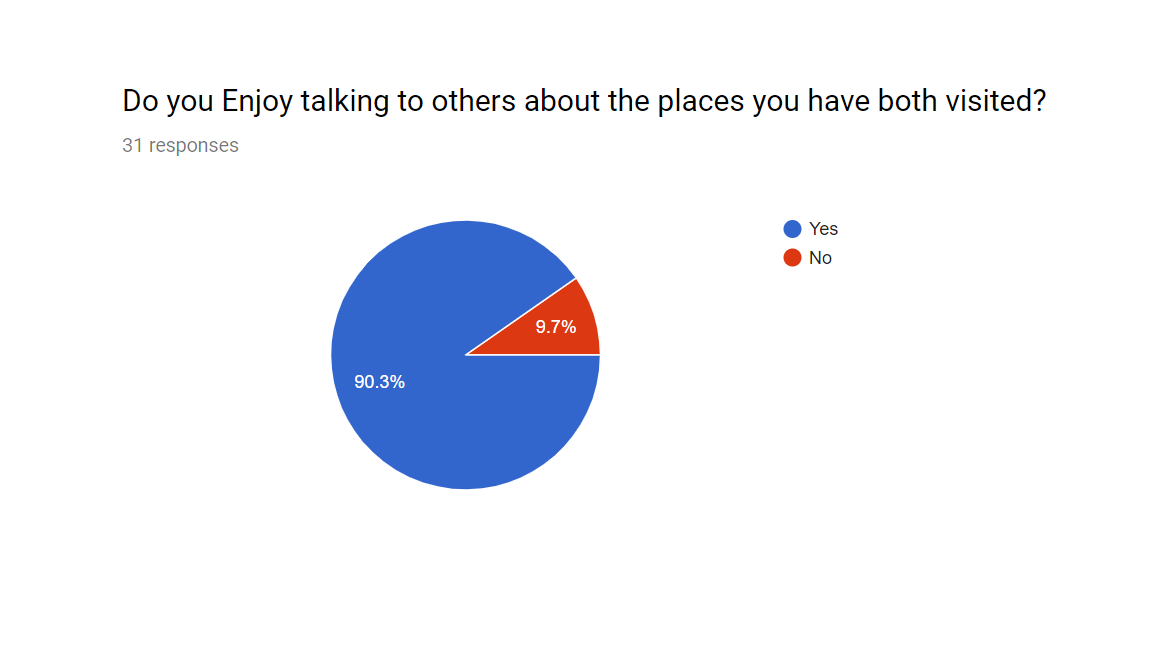 Do you Enjoy talking to others about the places you have both visited?
31 responses
Yes
No
9.7%
90.3%